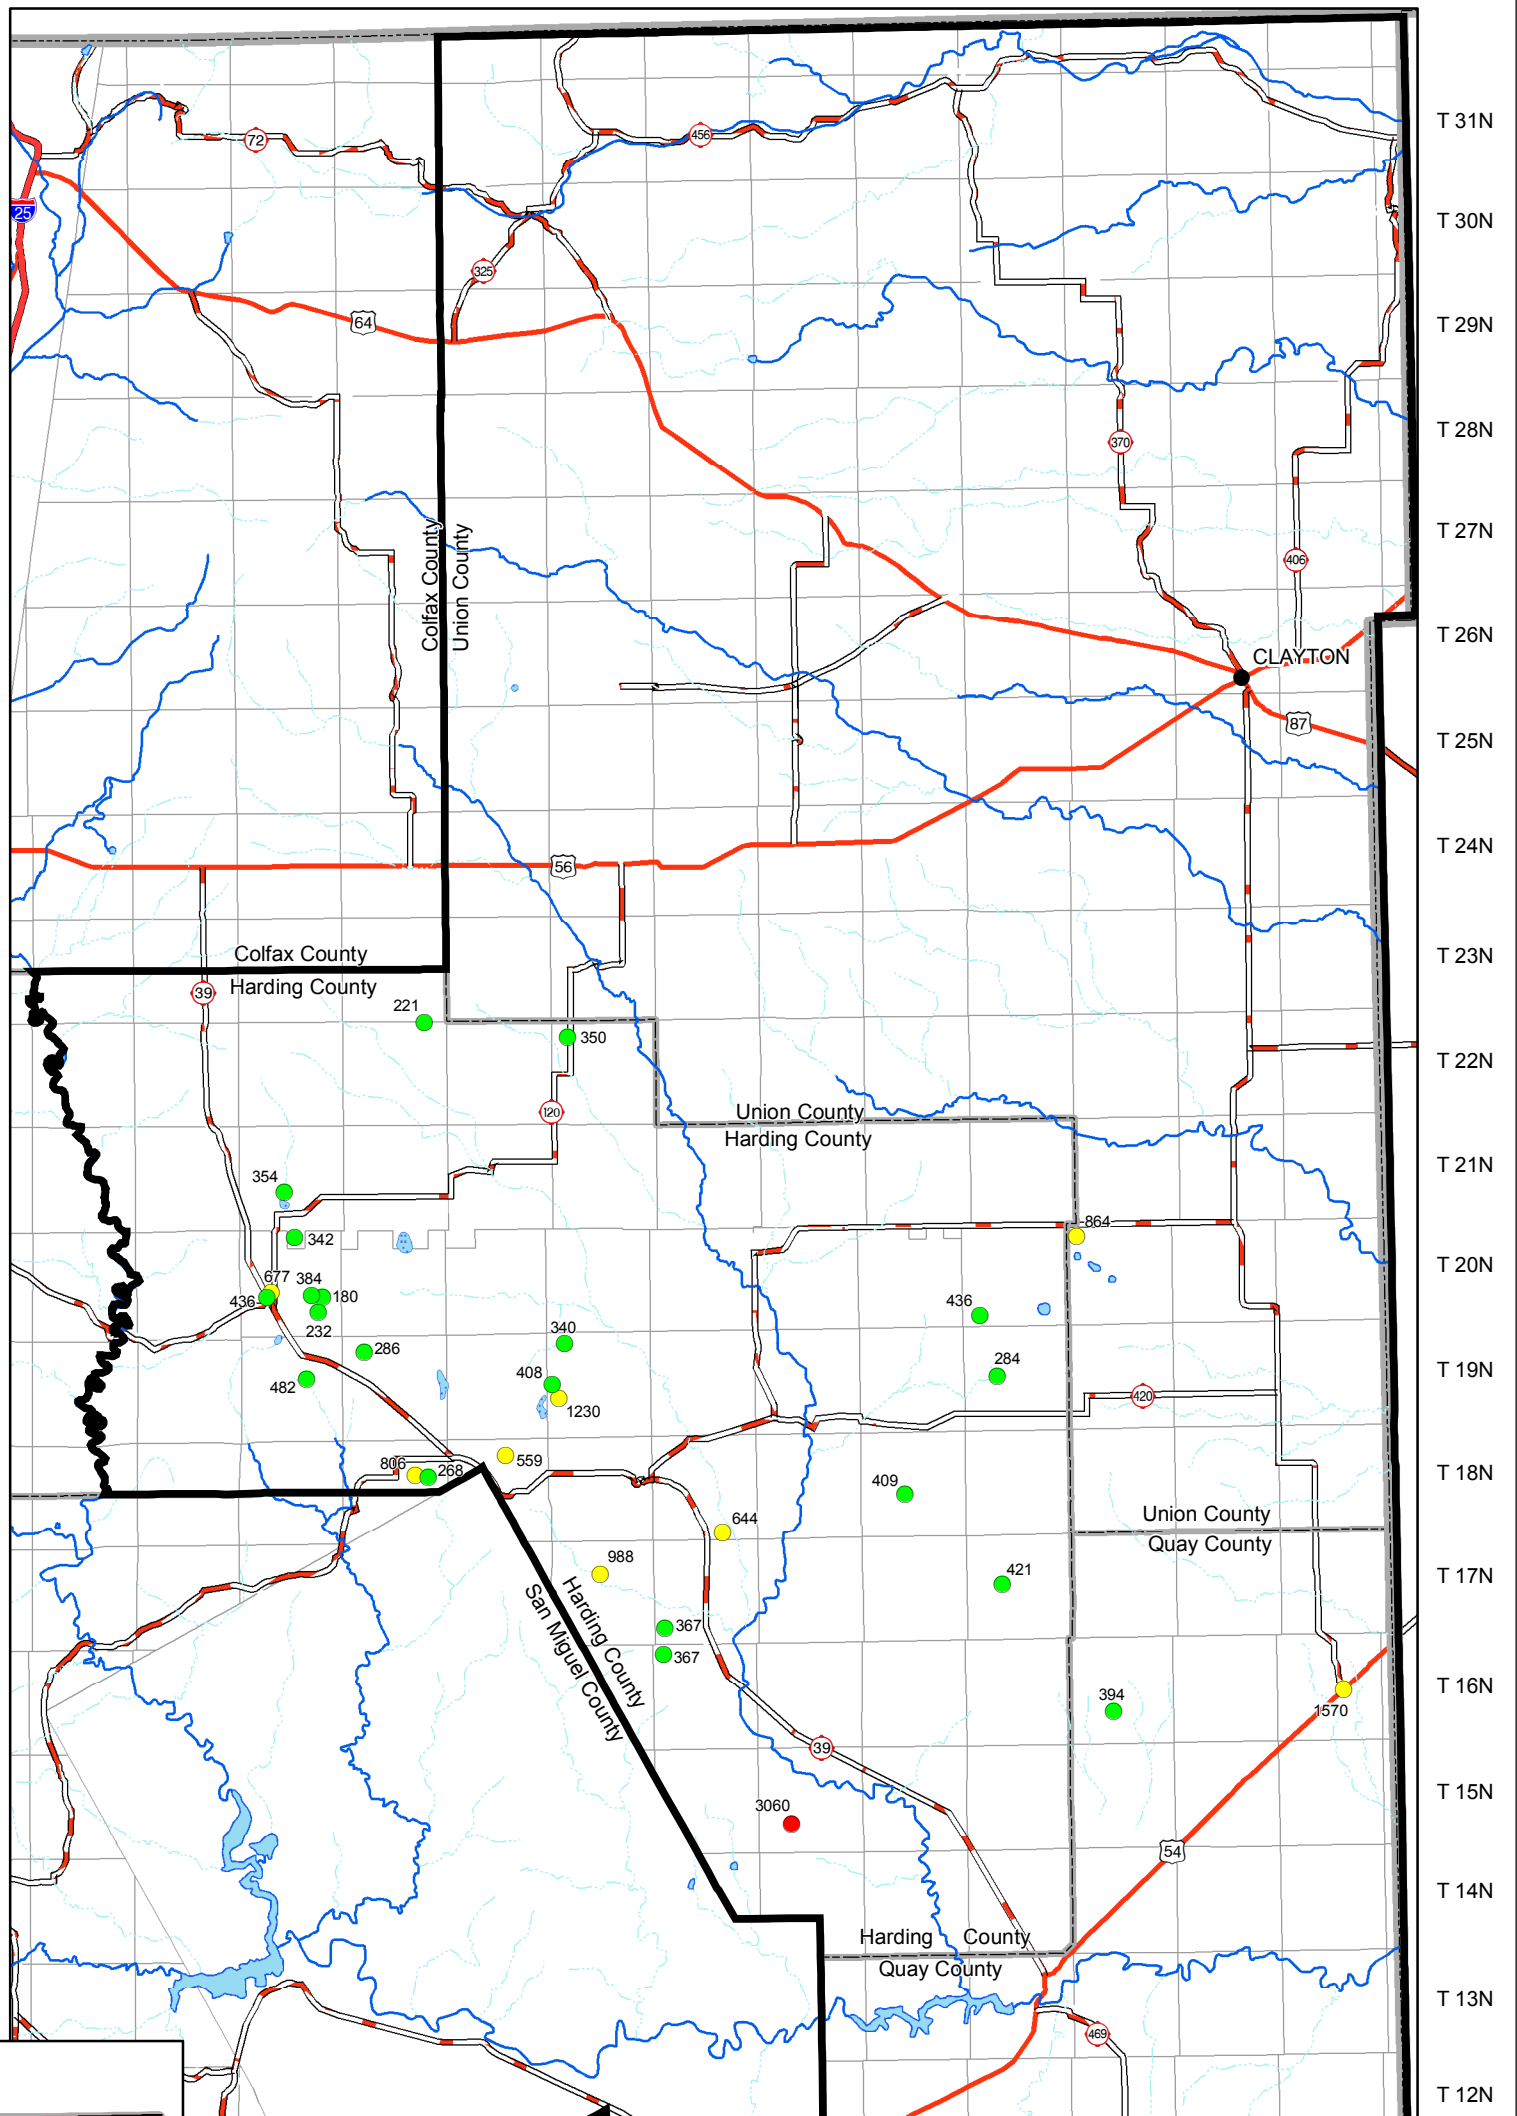 T 31N
72
456
T 30N
25
325
64
T 29N
T 28N
370
T 27N
Colfax County
Union County
406
T 26N
CLAYTON
87
T 25N
T 24N
56
Colfax County
T 23N
39
Harding County
221
350
T 22N
120
Union County
Harding County
T 21N
354
864
342
T 20N
677
384
436
180
436
232
340
286
284
T 19N
408
482
420
1230
559
806
268
T 18N
409
644
Union County
Quay County
988
421
T 17N
Harding County
San Miguel County
367
367
T 16N
394
1570
39
T 15N
3060
54
T 14N
Harding County
Quay County
T 13N
469
T 12N